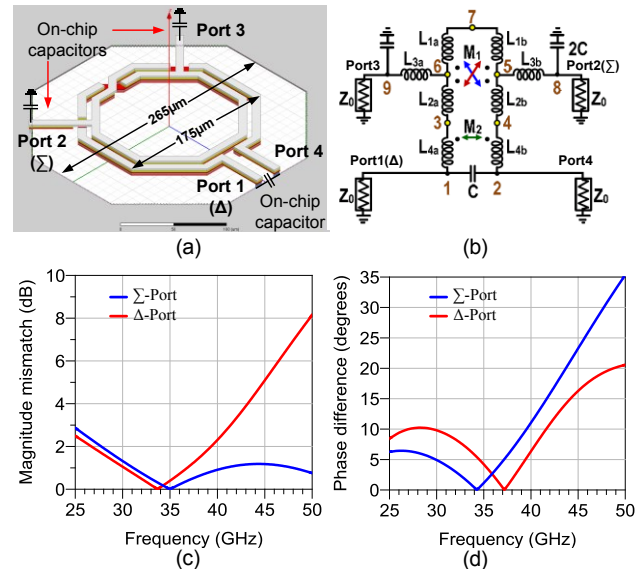 On-chip
capacitors
Port 3
265µm
175µm
Port 2
(Σ)
Port 4
Port 1
(Δ)
On-chip
capacitor
(a)
7
L1a
L1b
M1
2C
Port3
L3a
6
5
L3b
Port2(Σ)
9
8
Z0
L2a
L2b
Z0
3
4
M2
L4a
L4b
Port1(Δ)
Port4
Z0
1
C
2
Z0
(b)
Magnitude mismatch (dB)
10
8
6
4
2
0
Σ-Port
Δ-Port
25 30 35 40 45 50
Frequency (GHz)
(c)
Phase difference (degrees)
35
30
25
20
15
10
5
0
Σ-Port
Δ-Port
25 30 35 40 45 50
Frequency (GHz)
(d)